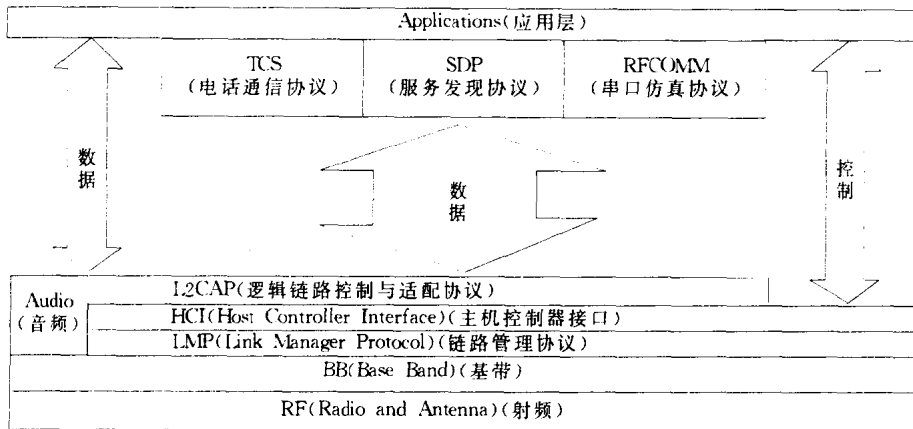 Applications(应用层)
TCS
(电话通信协议)
SDP
(服务发现协议)
RFCOMM
(串口仿真协议)
数据
数据
控制
Audio
(音频)
L2CAP(逻辑链路控制与适配协议)
HCI(Host Controller Interface)(主机控制器接口)
LMP(Link Manager Protocol)(链路管理协议)
BB(Base Band)(基带)
RF(Radio and Antenna)(射频)